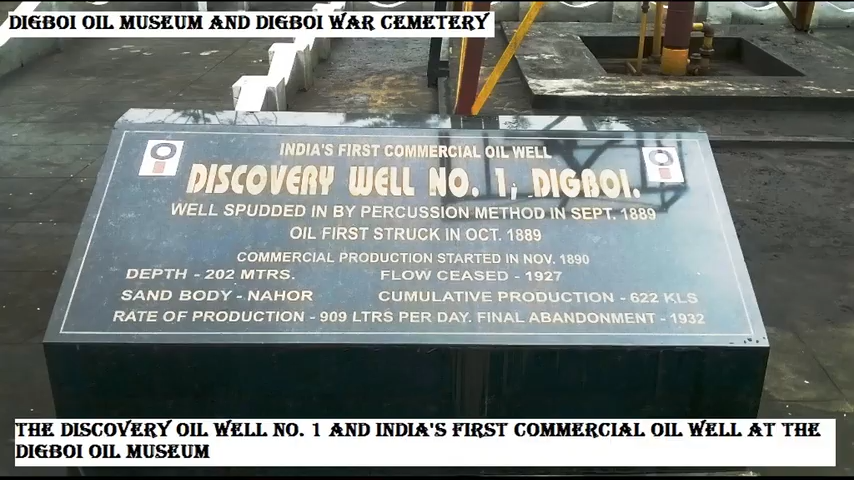 DIGBOI OIL MUSEUM AND DIGBOI WAR CEMETERY
INDIA'S FIRST COMMERCIAL OIL WELL
DISCOVERY WELL NO. 1, DIGBOI.
WELL SPUDDED IN BY PERCUSSION METHOD IN SEPT. 1889
OIL FIRST STRUCK IN OCT. 1889
COMMERCIAL PRODUCTION STARTED IN NOV. 1890
DEPTH - 202 MTRS. FLOW CEASED - 1927
SAND BODY - NAHOR CUMULATIVE PRODUCTION - 622 KLS
RATE OF PRODUCTION - 909 LTRS PER DAY. FINAL ABANDONMENT - 1932
THE DISCOVERY OIL WELL NO. 1 AND INDIA'S FIRST COMMERCIAL OIL WELL AT THE
DIGBOI OIL MUSEUM